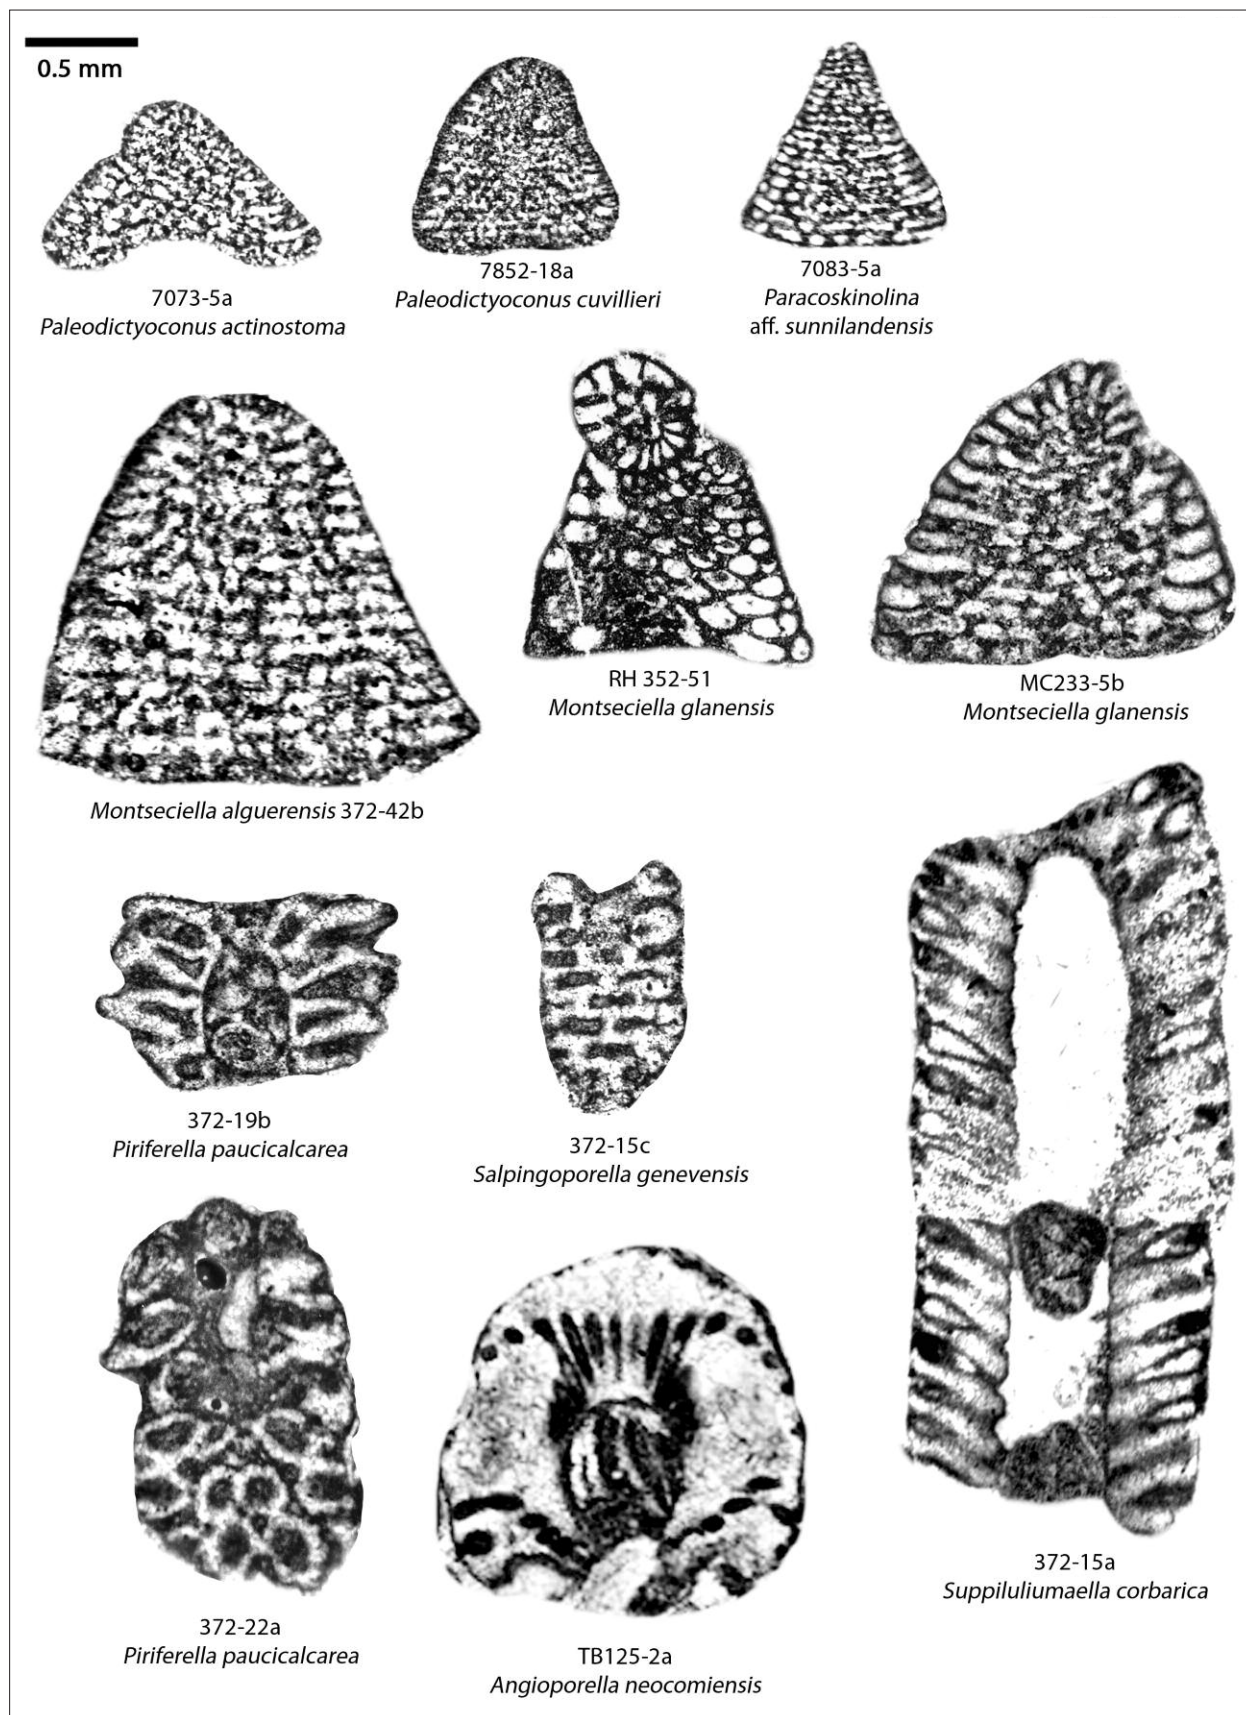 0.5 mm
7073-5a
Paleodictyoconus actinostoma
7852-18a
Paleodictyoconus cuvillieri
7083-5a
Paracoskinolina
aff. sunnilandensis
Montseciella alguerensis 372-42b
RH 352-51
Montseciella glanensis
MC233-5b
Montseciella glanensis
372-19b
Piriferella paucicalcarea
372-15c
Salpingoporella genevensis
372-22a
Piriferella paucicalcarea
TB125-2a
Angioporella neocomiensis
372-15a
Suppiluliumaella corbarica